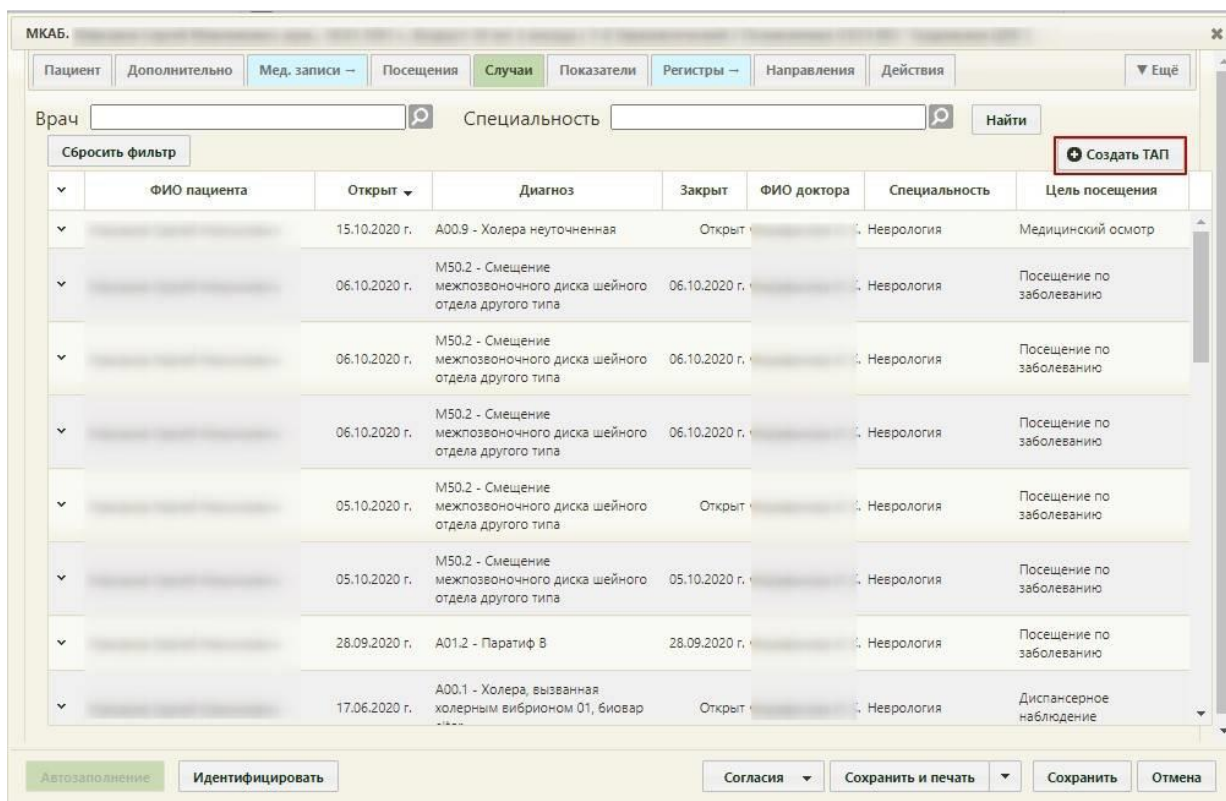 МКАБ.
Пациент Дополнительно Мед. записи – Посещения Случаи Показатели Регистры – Направления Действия ▼ Ещё
Врач Специальность Найти
Сбросить фильтр Создать ТАП
ФИО пациента Открыт Диагноз Закрыт ФИО доктора Специальность Цель посещения
15.10.2020 г. A00.9 - Холера неуточненная Открыт Неврология Медицинский осмотр
M50.2 - Смещение
межпозвоночного диска шейного
отдела другого типа
06.10.2020 г. 06.10.2020 г. Неврология Посещение по
заболеванию
M50.2 - Смещение
межпозвоночного диска шейного
отдела другого типа
06.10.2020 г. 06.10.2020 г. Неврология Посещение по
заболеванию
M50.2 - Смещение
межпозвоночного диска шейного
отдела другого типа
06.10.2020 г. 06.10.2020 г. Неврология Посещение по
заболеванию
M50.2 - Смещение
межпозвоночного диска шейного
отдела другого типа
05.10.2020 г. Открыт Неврология Посещение по
заболеванию
M50.2 - Смещение
межпозвоночного диска шейного
отдела другого типа
05.10.2020 г. 05.10.2020 г. Неврология Посещение по
заболеванию
28.09.2020 г. A01.2 - Паратиф B 28.09.2020 г. Неврология Посещение по
заболеванию
A00.1 - Холера, вызванная
холерным вибрионом 01, биовар
17.06.2020 г. Открыт Неврология Диспансерное
наблюдение
Автозаполнение Идентифицировать Согласия Сохранить и печать Сохранить Отмена